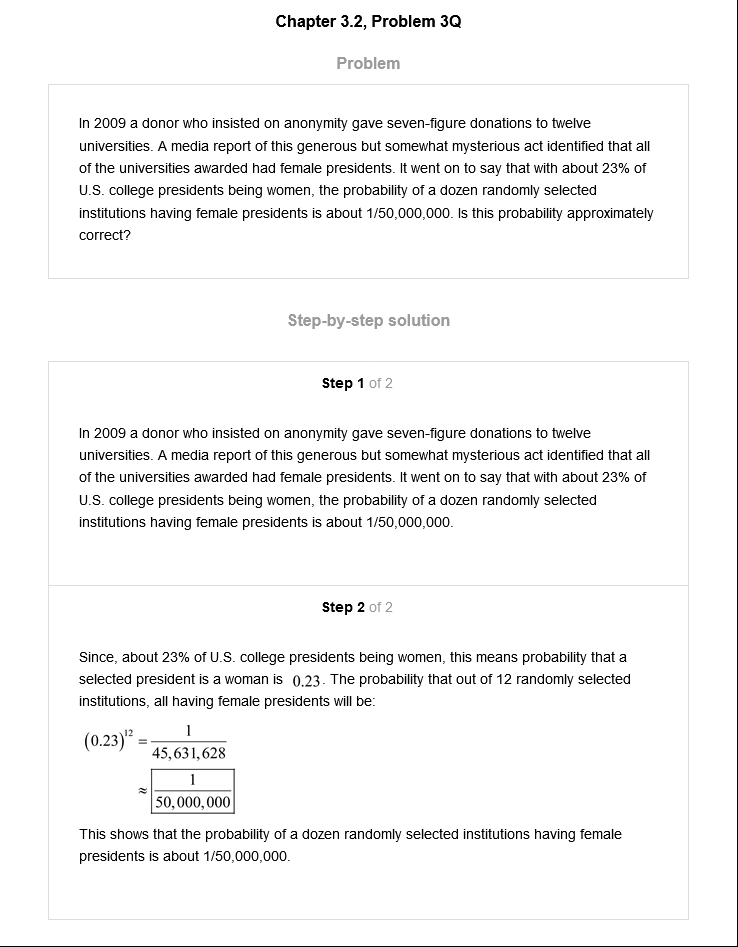 Chapter 3.2, Problem 3Q
Problem
In 2009 a donor who insisted on anonymity gave seven-figure donations to twelve
universities. A media report of this generous but somewhat mysterious act identified that all
of the universities awarded had female presidents. It went on to say that with about 23% of
U.S. college presidents being women, the probability of a dozen randomly selected
institutions having female presidents is about 1/50,000,000. Is this probability approximately
correct?
Step-by-step solution
Step 1 of 2
In 2009 a donor who insisted on anonymity gave seven-figure donations to twelve
universities. A media report of this generous but somewhat mysterious act identified that all
of the universities awarded had female presidents. It went on to say that with about 23% of
U.S. college presidents being women, the probability of a dozen randomly selected
institutions having female presidents is about 1/50,000,000.
Step 2 of 2
Since, about 23% of U.S. college presidents being women, this means probability that a
selected president is a woman is 0.23. The probability that out of 12 randomly selected
institutions, all having female presidents will be:
(0.23)^12 = 1/45,631,628
≈ 1/50,000,000
This shows that the probability of a dozen randomly selected institutions having female
presidents is about 1/50,000,000.